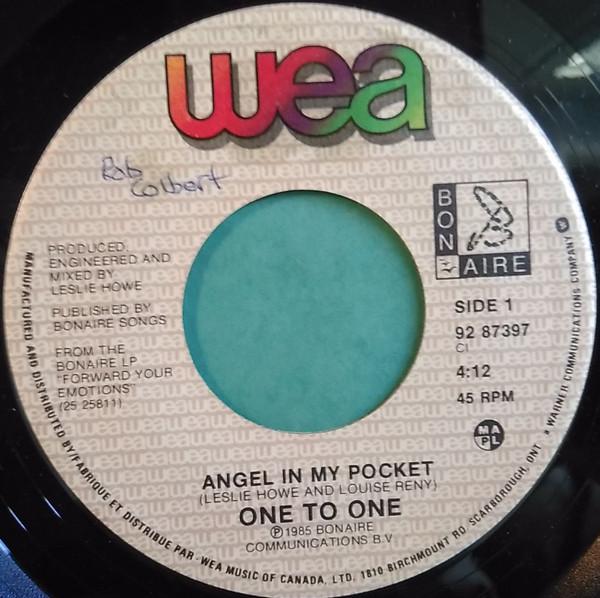 wea
Rob
Colbert
BON
AIRE
PRODUCED,
ENGINEERED AND
MIXED BY
LESLIE HOWE
PUBLISHED BY
BONAIRE SONGS
FROM THE
BONAIRE LP
"FORWARD YOUR
EMOTIONS"
(25 25811)
SIDE 1
92 87397
CI
4:12
45 RPM
MAPL
ANGEL IN MY POCKET
(LESLIE HOWE AND LOUISE RENY)
ONE TO ONE
Ⓟ1985 BONAIRE
COMMUNICATIONS B.V
MANUFACTURED AND DISTRIBUTED BY/FABRIQUE ET DISTRIBUE PAR - WEA MUSIC OF CANADA, LTD. 1810 BIRCHMOUNT RD SCARBOROUGH, ONT * WARNER COMMUNICATIONS COMPANY